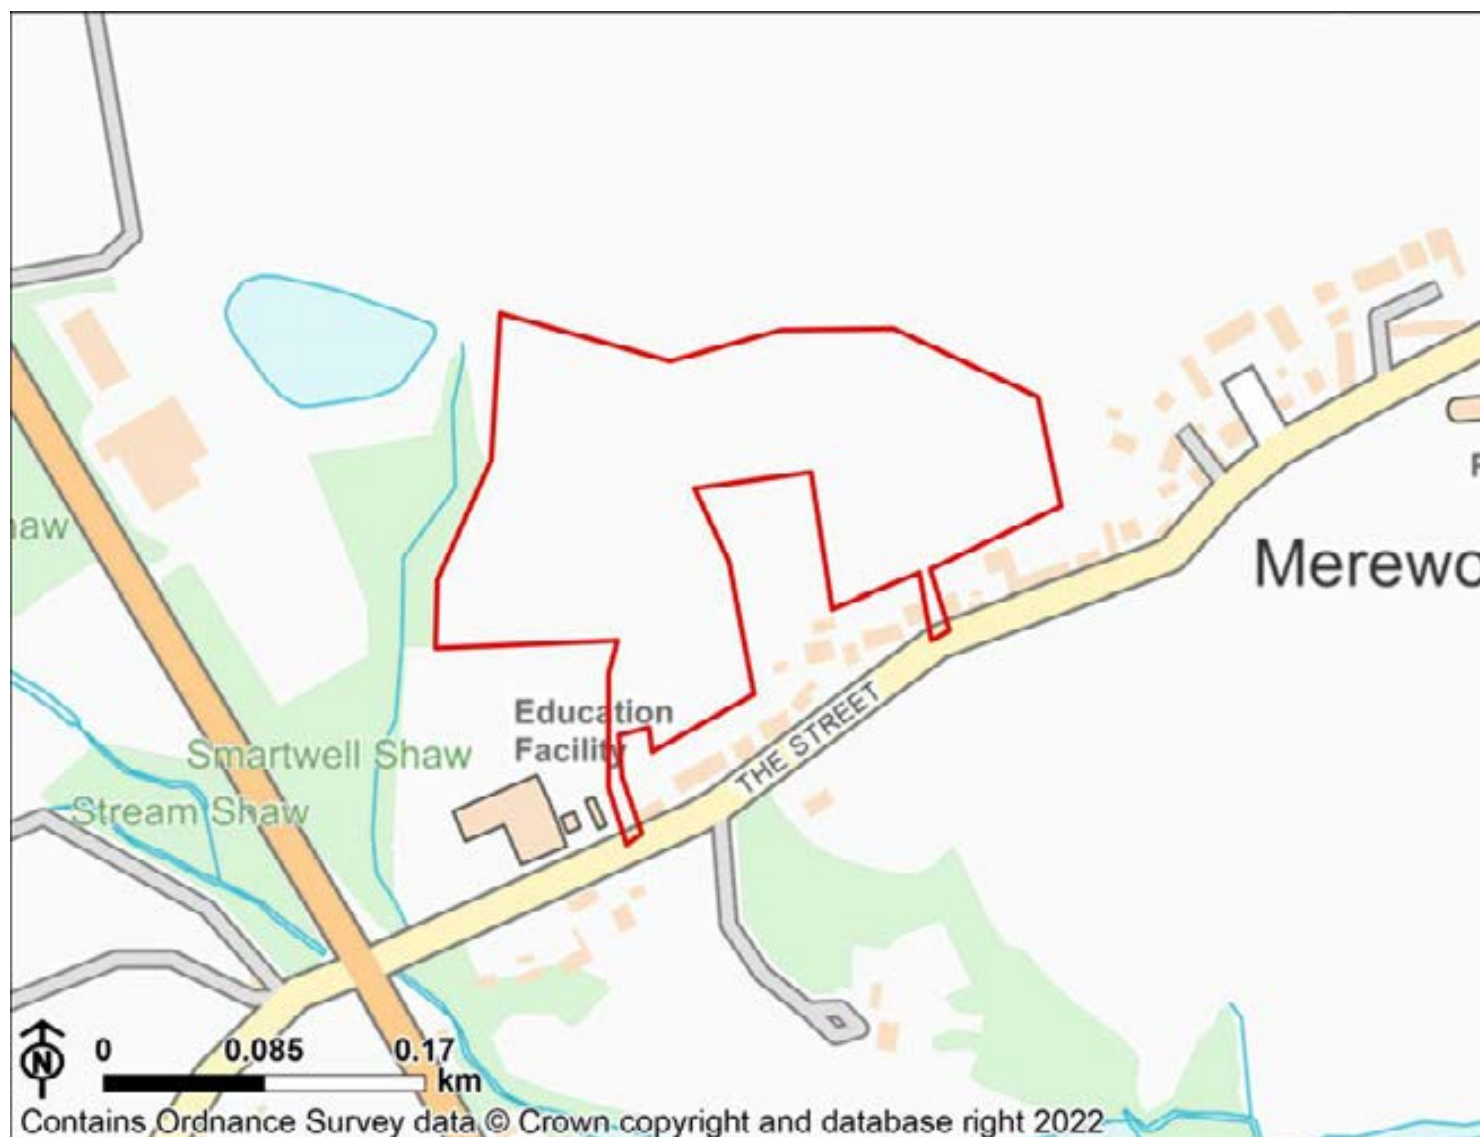 haw
Merewo
Education
Facility
THE STREET
Smartwell Shaw
Stream Shaw
N
0 0.085 0.17
km
Contains Ordnance Survey data © Crown copyright and database right 2022